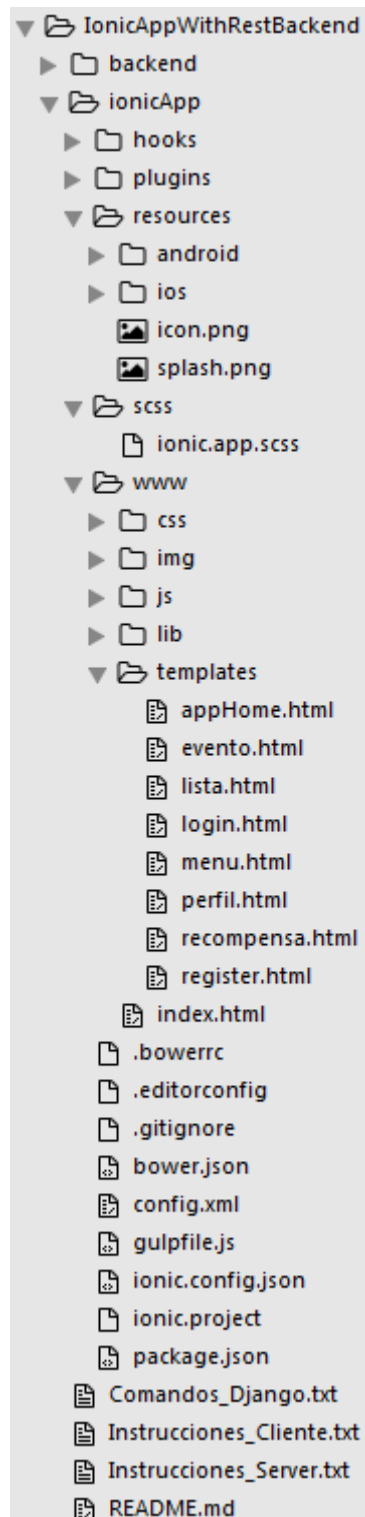 IonicAppWithRestBackend
backend
ionicApp
hooks
plugins
resources
android
ios
icon.png
splash.png
scss
ionic.app.scss
www
css
img
js
lib
templates
appHome.html
evento.html
lista.html
login.html
menu.html
perfil.html
recompensa.html
register.html
index.html
.bowerrc
.editorconfig
.gitignore
bower.json
config.xml
gulpfile.js
ionic.config.json
ionic.project
package.json
Comandos_Django.txt
Instrucciones_Cliente.txt
Instrucciones_Server.txt
README.md